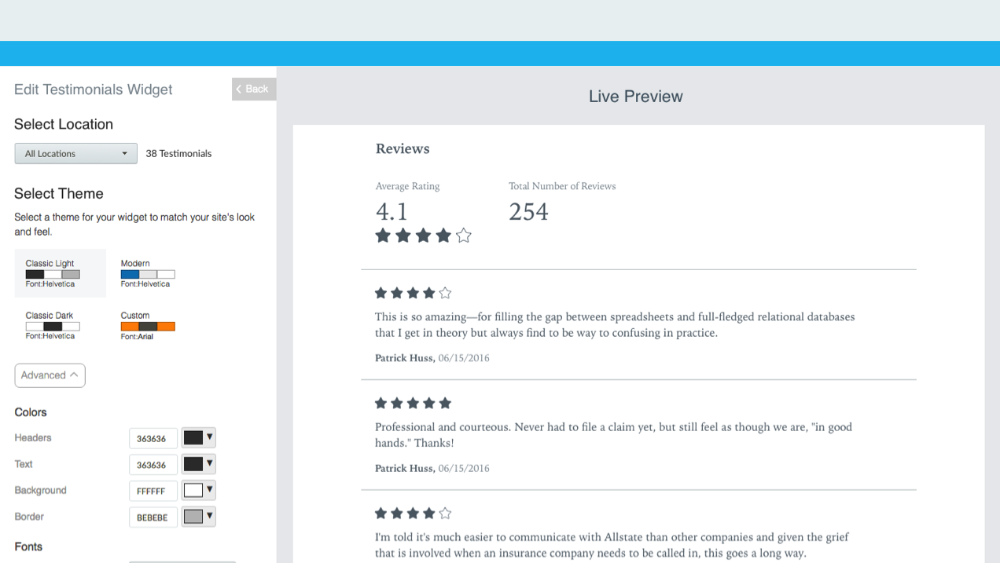 Edit Testimonials Widget
Back
Select Location
All Locations
38 Testimonials
Select Theme
Select a theme for your widget to match your site's look
and feel.
Classic Light
Font:Helvetica
Modern
Font:Helvetica
Classic Dark
Font:Helvetica
Custom
Font:Arial
Advanced
Colors
Headers
363636
Text
363636
Background
FFFFFF
Border
BEBEBE
Fonts
Live Preview
Reviews
Average Rating
4.1
Total Number of Reviews
254
This is so amazing—for filling the gap between spreadsheets and full-fledged relational databases
that I get in theory but always find to be way to confusing in practice.
Patrick Huss, 06/15/2016
Professional and courteous. Never had to file a claim yet, but still feel as though we are, "in good
hands." Thanks!
Patrick Huss, 06/15/2016
I'm told it's much easier to communicate with Allstate than other companies and given the grief
that is involved when an insurance company needs to be called in, this goes a long way.